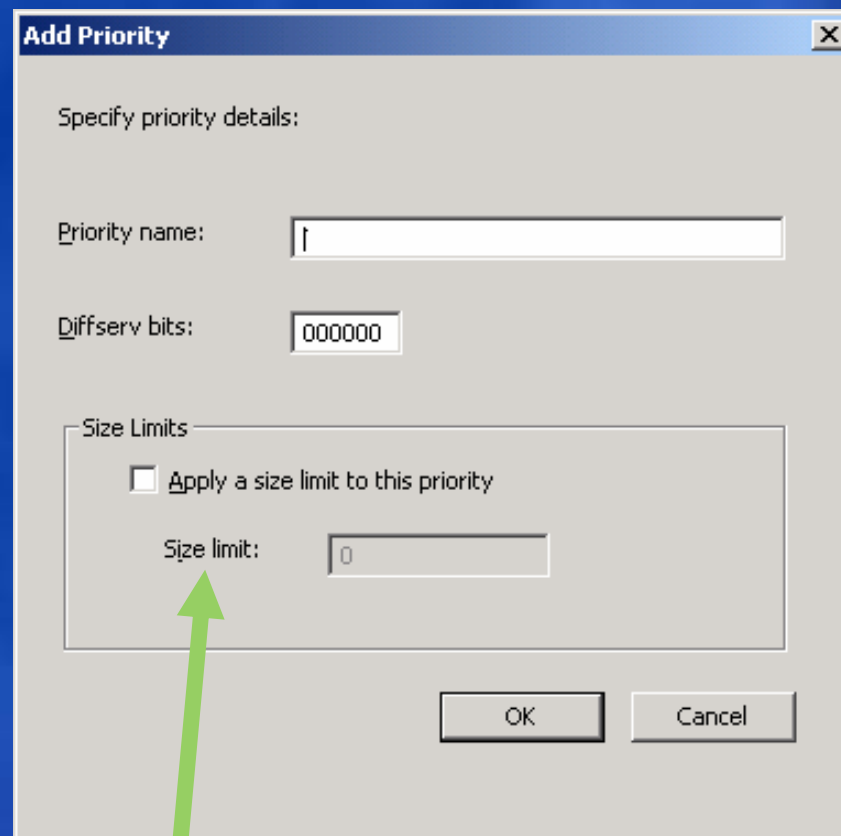 Add Priority
Specify priority details:
Priority name:
Diffserv bits: 000000
Size Limits
Apply a size limit to this priority
Size limit: 0
OK Cancel